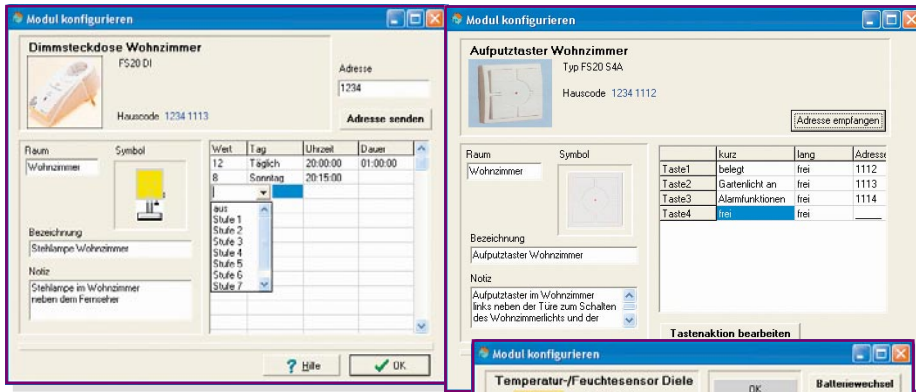 Modul konfigurieren
Dimmsteckdose Wohnzimmer
FS20 DI
Adresse
1234
Hauscode 1234 1113
Adresse senden
Raum
Symbol
Wohnzimmer
Wert Tag Uhrzeit Dauer
12 Täglich 20:00:00 01:00:00
8 Sonntag 20:15:00
aus
Stufe 1
Stufe 2
Stufe 3
Stufe 4
Stufe 5
Stufe 6
Stufe 7
Bezeichnung
Stehlampe Wohnzimmer
Notiz
Stehlampe im Wohnzimmer
neben dem Fernseher
? Hilfe
OK
Modul konfigurieren
Aufputztaster Wohnzimmer
Typ FS20 S4A
Hauscode 1234 1112
Adresse empfangen
Raum
Symbol
Wohnzimmer
kurz lang Adresse
Taste1 belegt frei 1112
Taste2 Gartenlicht an frei 1113
Taste3 Alarmfunktionen frei 1114
Taste4 frei frei ____
Bezeichnung
Aufputztaster Wohnzimmer
Notiz
Aufputztaster im Wohnzimmer
links neben der Türe zum Schalten
des Wohnzimmerlichts und der
Tastenaktion bearbeiten
Modul konfigurieren
Temperatur-/Feuchtesensor Diele
OK
Batteriewechsel